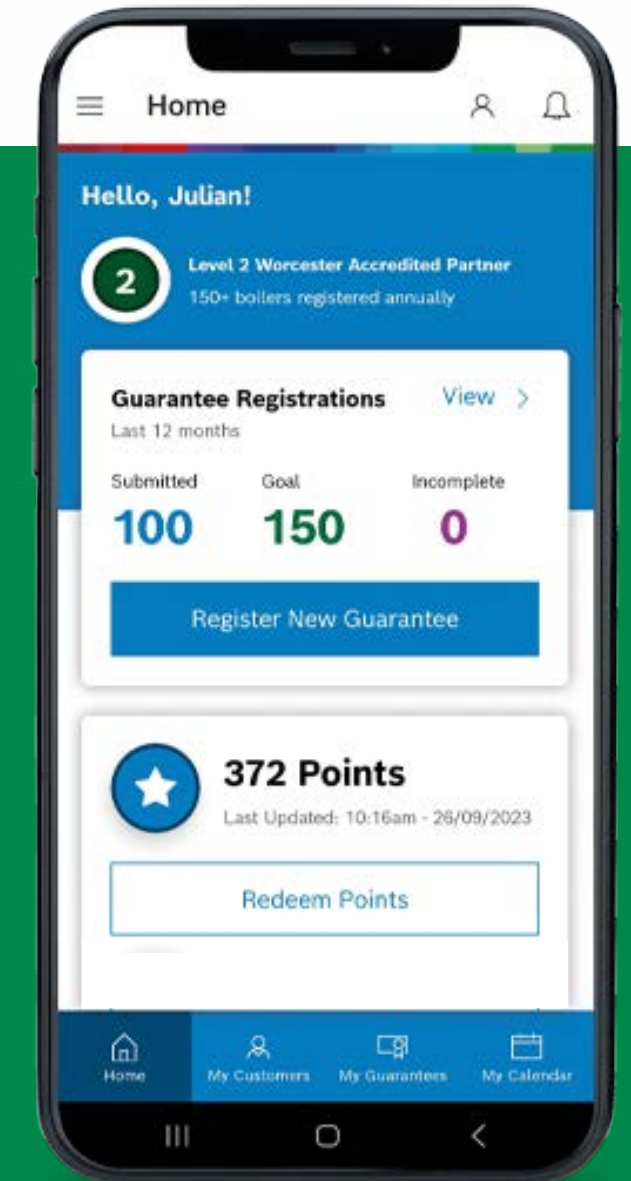 Home
Hello, Julian!
2
Level 2 Worcester Accredited Partner
150+ boilers registered annually
Guarantee Registrations
View >
Last 12 months
Submitted Goal Incomplete
100 150 0
Register New Guarantee
372 Points
Last Updated: 10:16am - 26/09/2023
Redeem Points
Home My Customers My Guarantees My Calendar